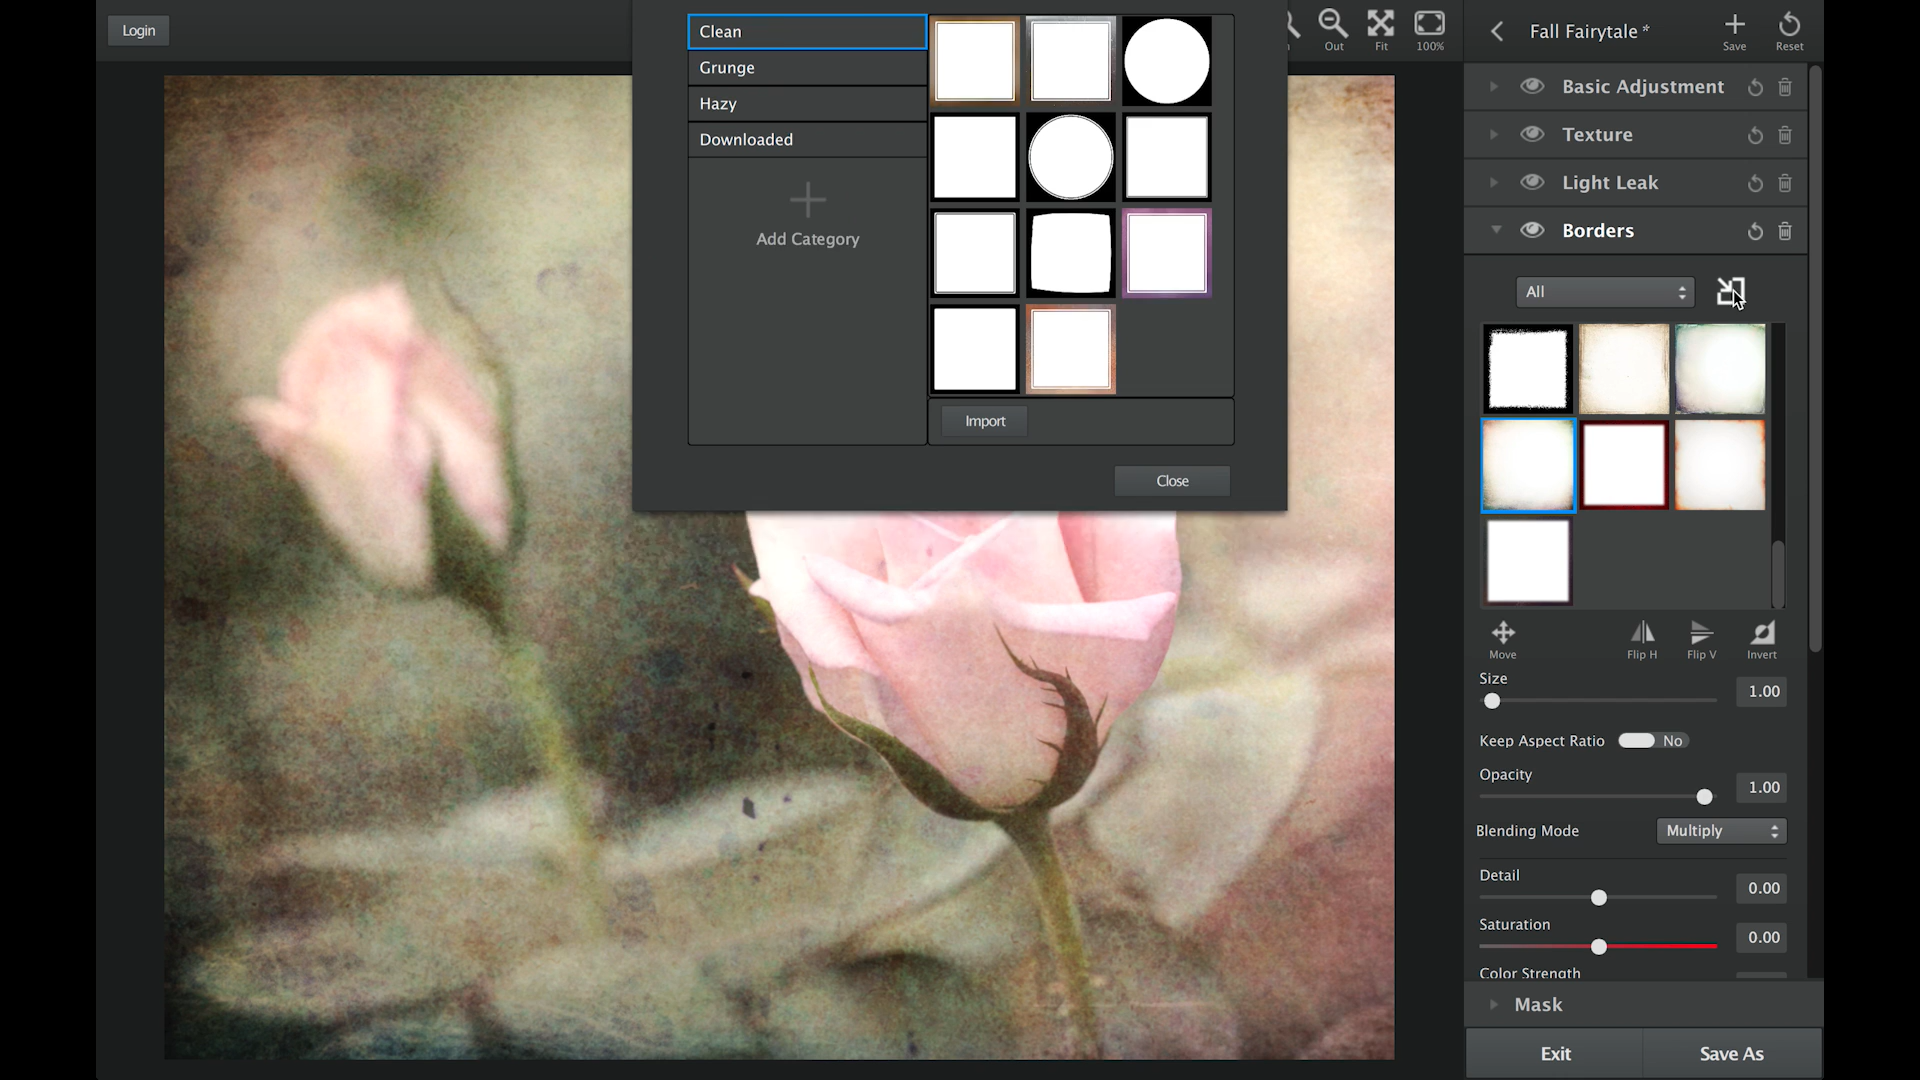 Login
Clean
Grunge
Hazy
Downloaded
Add Category
Import
Close
Out
Fit
100%
Fall Fairytale *
Save
Reset
Basic Adjustment
Texture
Light Leak
Borders
All
Move
Flip H
Flip V
Invert
Size
1.00
Keep Aspect Ratio
No
Opacity
1.00
Blending Mode
Multiply
Detail
0.00
Saturation
0.00
Color Strength
Mask
Exit
Save As